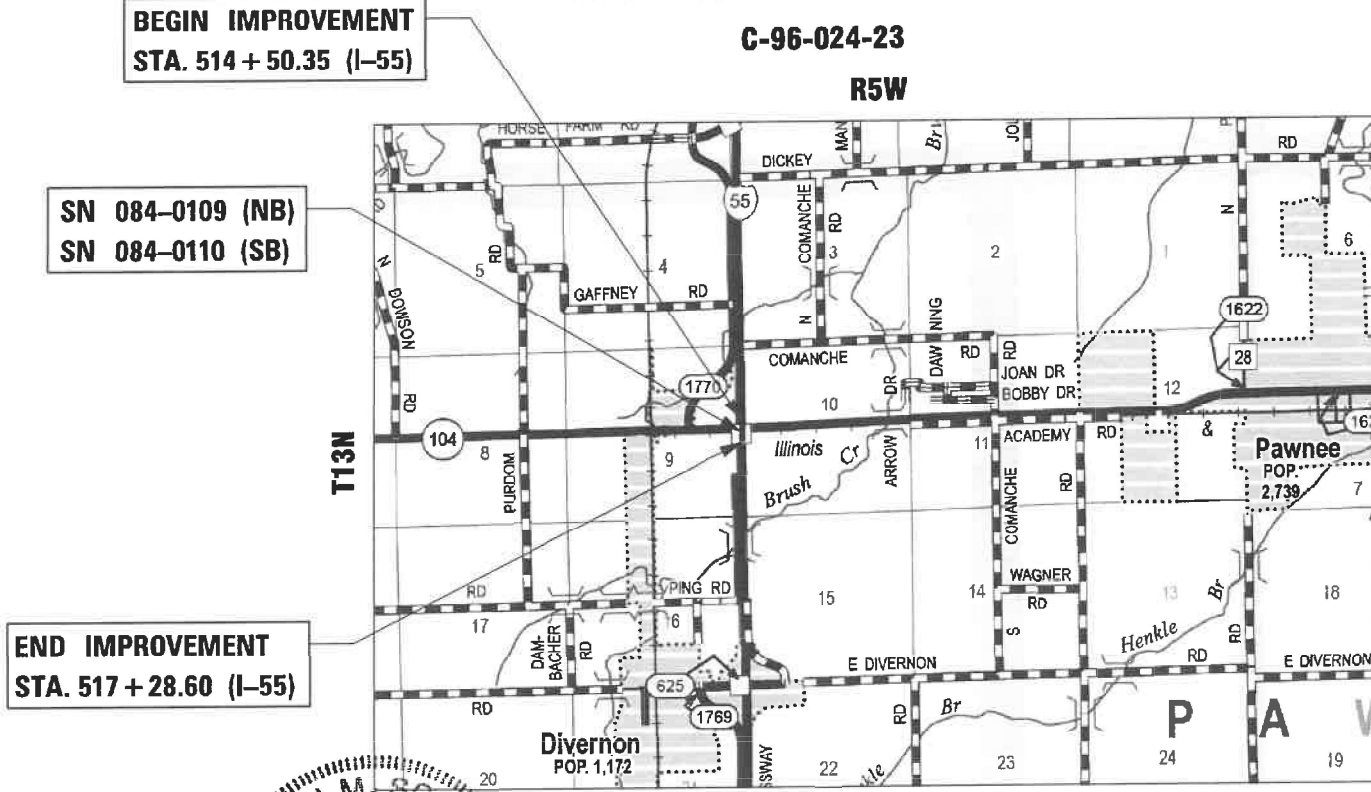 BEGIN IMPROVEMENT
STA. 514 + 50.35 (I–55)
C-96-024-23
R5W
SN 084–0109 (NB)
SN 084–0110 (SB)
T13N
END IMPROVEMENT
STA. 517 + 28.60 (I–55)
HORSE FARM RD
DICKEY
RD
55
COMANCHE
RD
N
N
3
2
1
6
5
4
RD
GAFFNEY RD
N
DOWSON
RD
1622
28
COMANCHE
DAWNING
RD
RD
JOAN DR
BOBBY DR
DR
1770
10
12
104
8
9
Illinois
ARROW
11
ACADEMY
RD
&
Pawnee
POP.
2,739
7
PURDOM
Brush Cr
COMANCHE
RD
WAGNER
RD
S
RD
PING RD
15
14
13
18
17
6
DAM-
BACHER
RD
Henkle Br
RD
E DIVERNON
RD
E DIVERNON
RD
625
1769
RD
Br
P A
Divernon
POP. 1,172
20
22
23
24
19